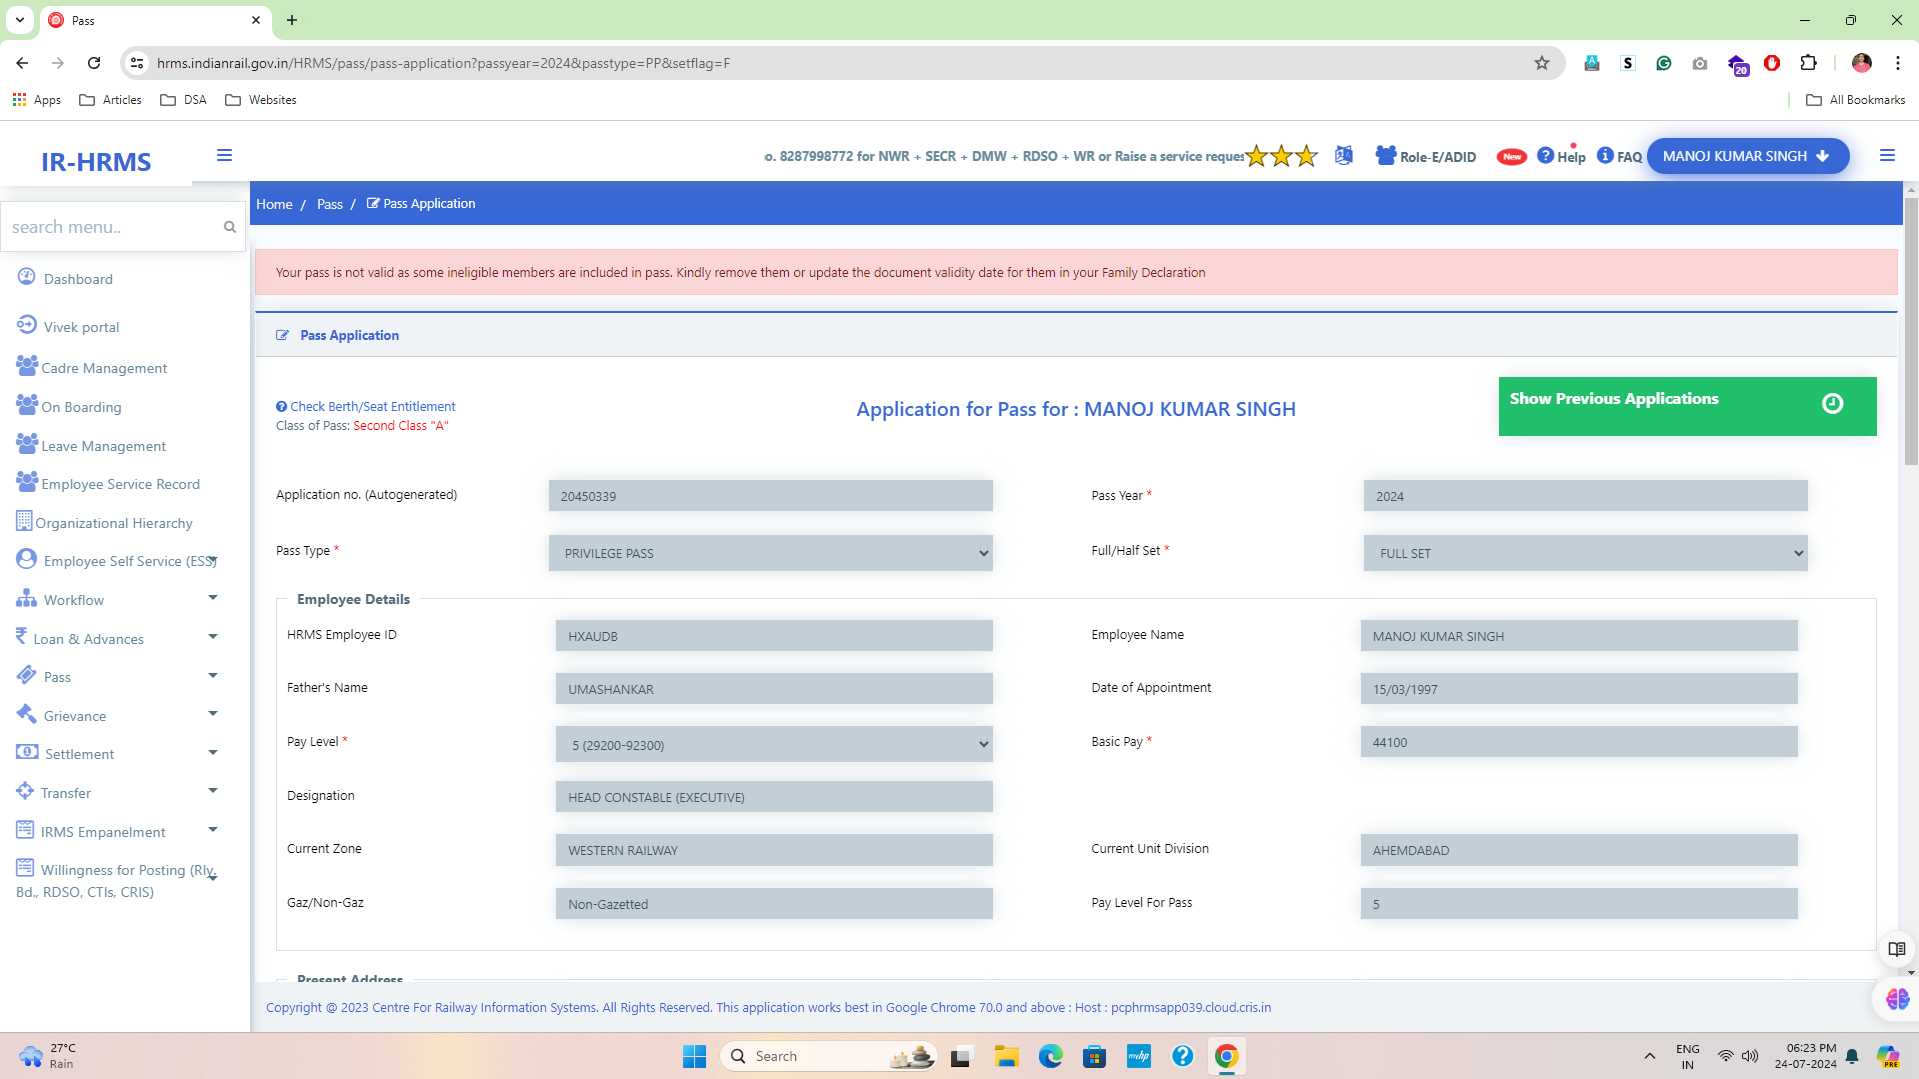 Pass
hrms.indianrail.gov.in/HRMS/pass/pass-application?passyear=2024&passtype=PP&setflag=F
S
20
Apps
Articles
DSA
Websites
All Bookmarks
IR-HRMS
o. 8287998772 for NWR + SECR + DMW + RDSO + WR or Raise a service reques
Role-E/ADID
New
Help
FAQ
MANOJ KUMAR SINGH
search menu..
Home / Pass / Pass Application
Your pass is not valid as some ineligible members are included in pass. Kindly remove them or update the document validity date for them in your Family Declaration
Dashboard
Vivek portal
Cadre Management
On Boarding
Leave Management
Employee Service Record
Organizational Hierarchy
Employee Self Service (ESS)
Workflow
Loan & Advances
Pass
Grievance
Settlement
Transfer
IRMS Empanelment
Willingness for Posting (Rly.
Bd., RDSO, CTIs, CRIS)
Pass Application
Check Berth/Seat Entitlement
Class of Pass: Second Class "A"
Application for Pass for : MANOJ KUMAR SINGH
Show Previous Applications
Application no. (Autogenerated)
20450339
Pass Year *
2024
Pass Type *
PRIVILEGE PASS
Full/Half Set *
FULL SET
Employee Details
HRMS Employee ID
HXAUDB
Employee Name
MANOJ KUMAR SINGH
Father's Name
UMASHANKAR
Date of Appointment
15/03/1997
Pay Level *
5 (29200-92300)
Basic Pay *
44100
Designation
HEAD CONSTABLE (EXECUTIVE)
Current Zone
WESTERN RAILWAY
Current Unit Division
AHEMDABAD
Gaz/Non-Gaz
Non-Gazetted
Pay Level For Pass
5
Present Address
Copyright @ 2023 Centre For Railway Information Systems. All Rights Reserved. This application works best in Google Chrome 70.0 and above : Host : pcphrmsapp039.cloud.cris.in
27°C
Rain
Search
myhp
ENG
IN
06:23 PM
24-07-2024
PRE